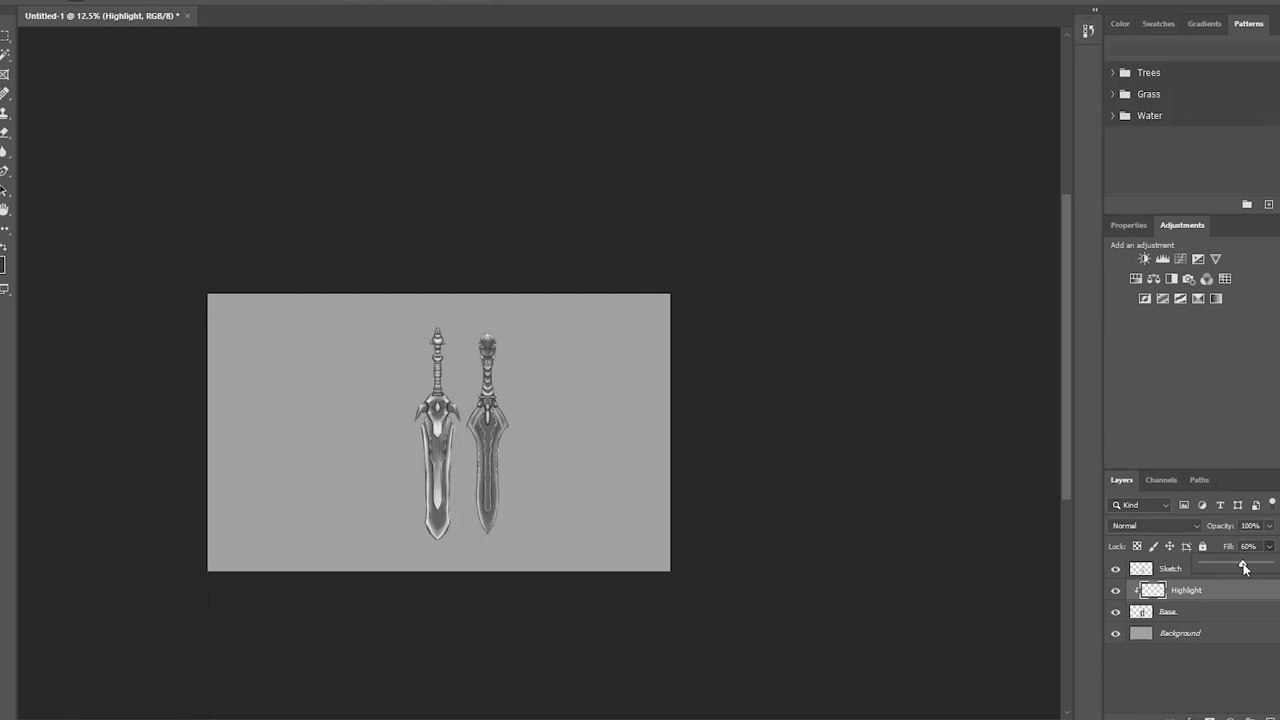 Untitled-1 @ 12.5% (Highlight, RGB/8) *
Color Swatches Gradients Patterns
Trees
Grass
Water
Properties Adjustments
Add an adjustment
Layers Channels Paths
Kind
Normal Opacity: 100%
Lock: Fill: 60%
Sketch
Highlight
Base
Background